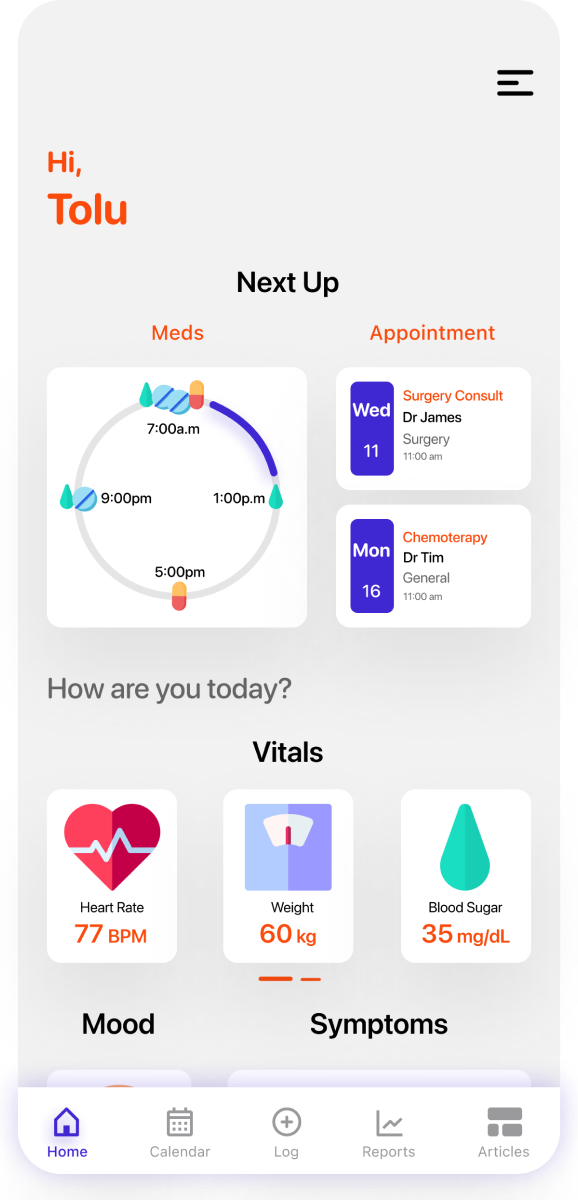 Hi,
Tolu
Next Up
Meds
Appointment
7:00a.m
9:00pm
1:00p.m
5:00pm
Wed
11
Surgery Consult
Dr James
Surgery
11:00 am
Mon
16
Chemoterapy
Dr Tim
General
11:00 am
How are you today?
Vitals
Heart Rate
77 BPM
Weight
60 kg
Blood Sugar
35 mg/dL
Mood
Symptoms
Home
Calendar
Log
Reports
Articles